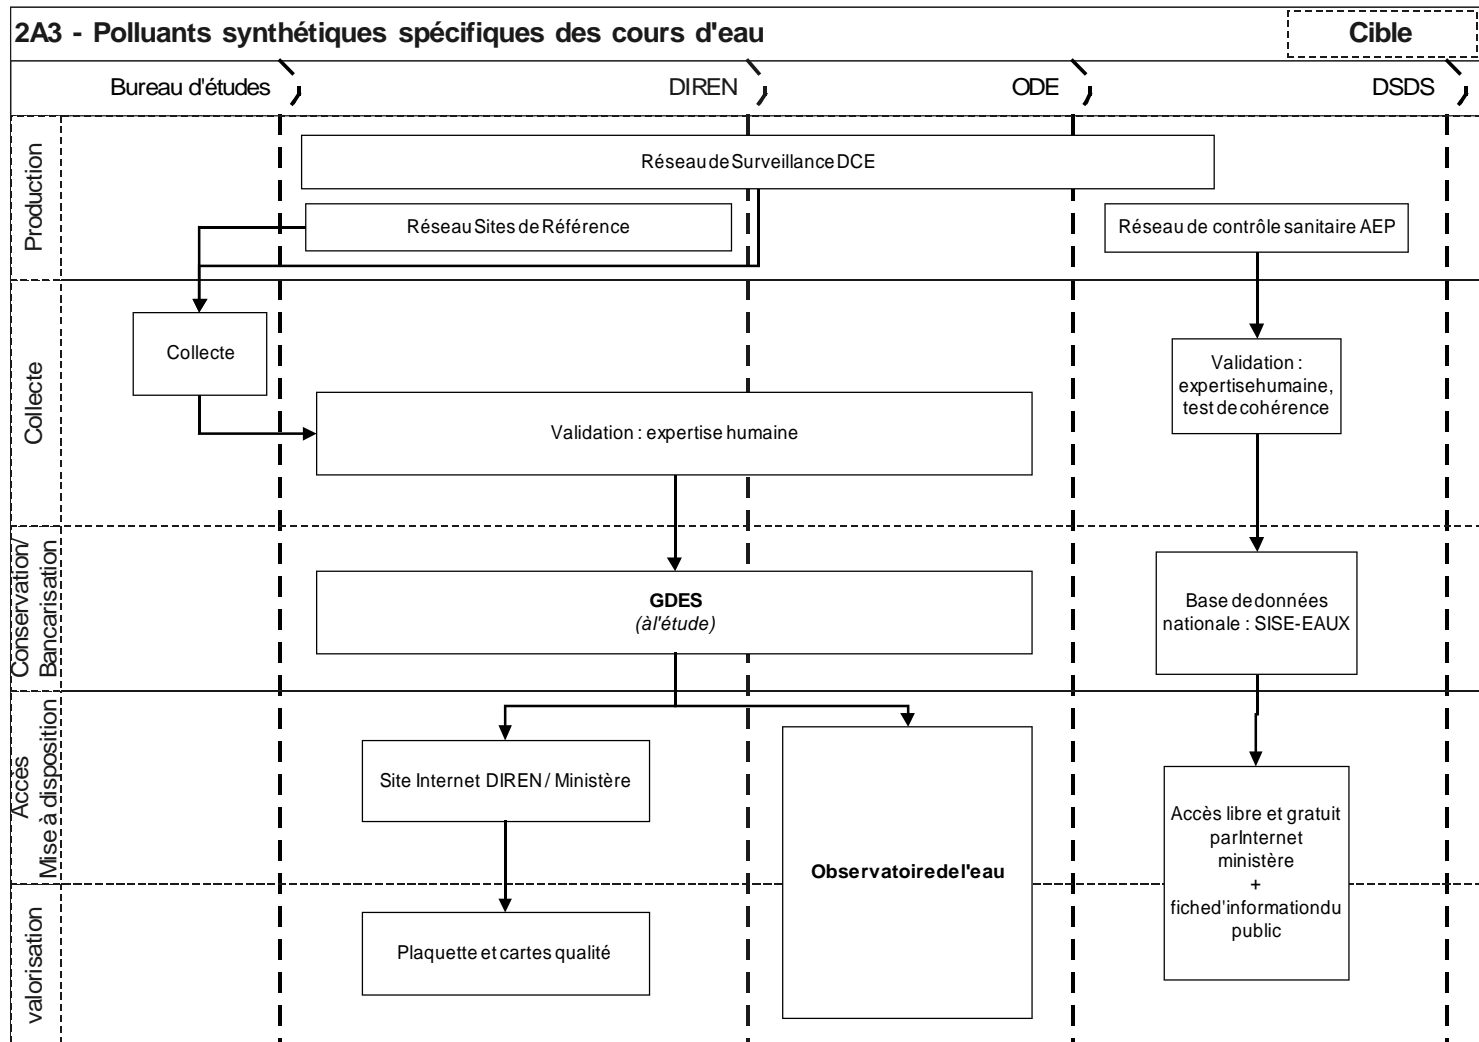 2A3 - Polluants synthétiques spécifiques des cours d'eau
Cible
Bureau d'études
DIREN
ODE
DSDS
Production
Réseau de Surveillance DCE
Réseau Sites de Référence
Réseau de contrôle sanitaire AEP
Collecte
Collecte
Validation :
expertise humaine,
test de cohérence
Validation : expertise humaine
Conservation/
Bancarisation
GDES
(à l'étude)
Base de données
nationale : SISE-EAUX
Accès
Mise à disposition
Site Internet DIREN / Ministère
Observatoire de l'eau
Accès libre et gratuit
par Internet
ministère
+
fiche d'information du
public
valorisation
Plaquette et cartes qualité